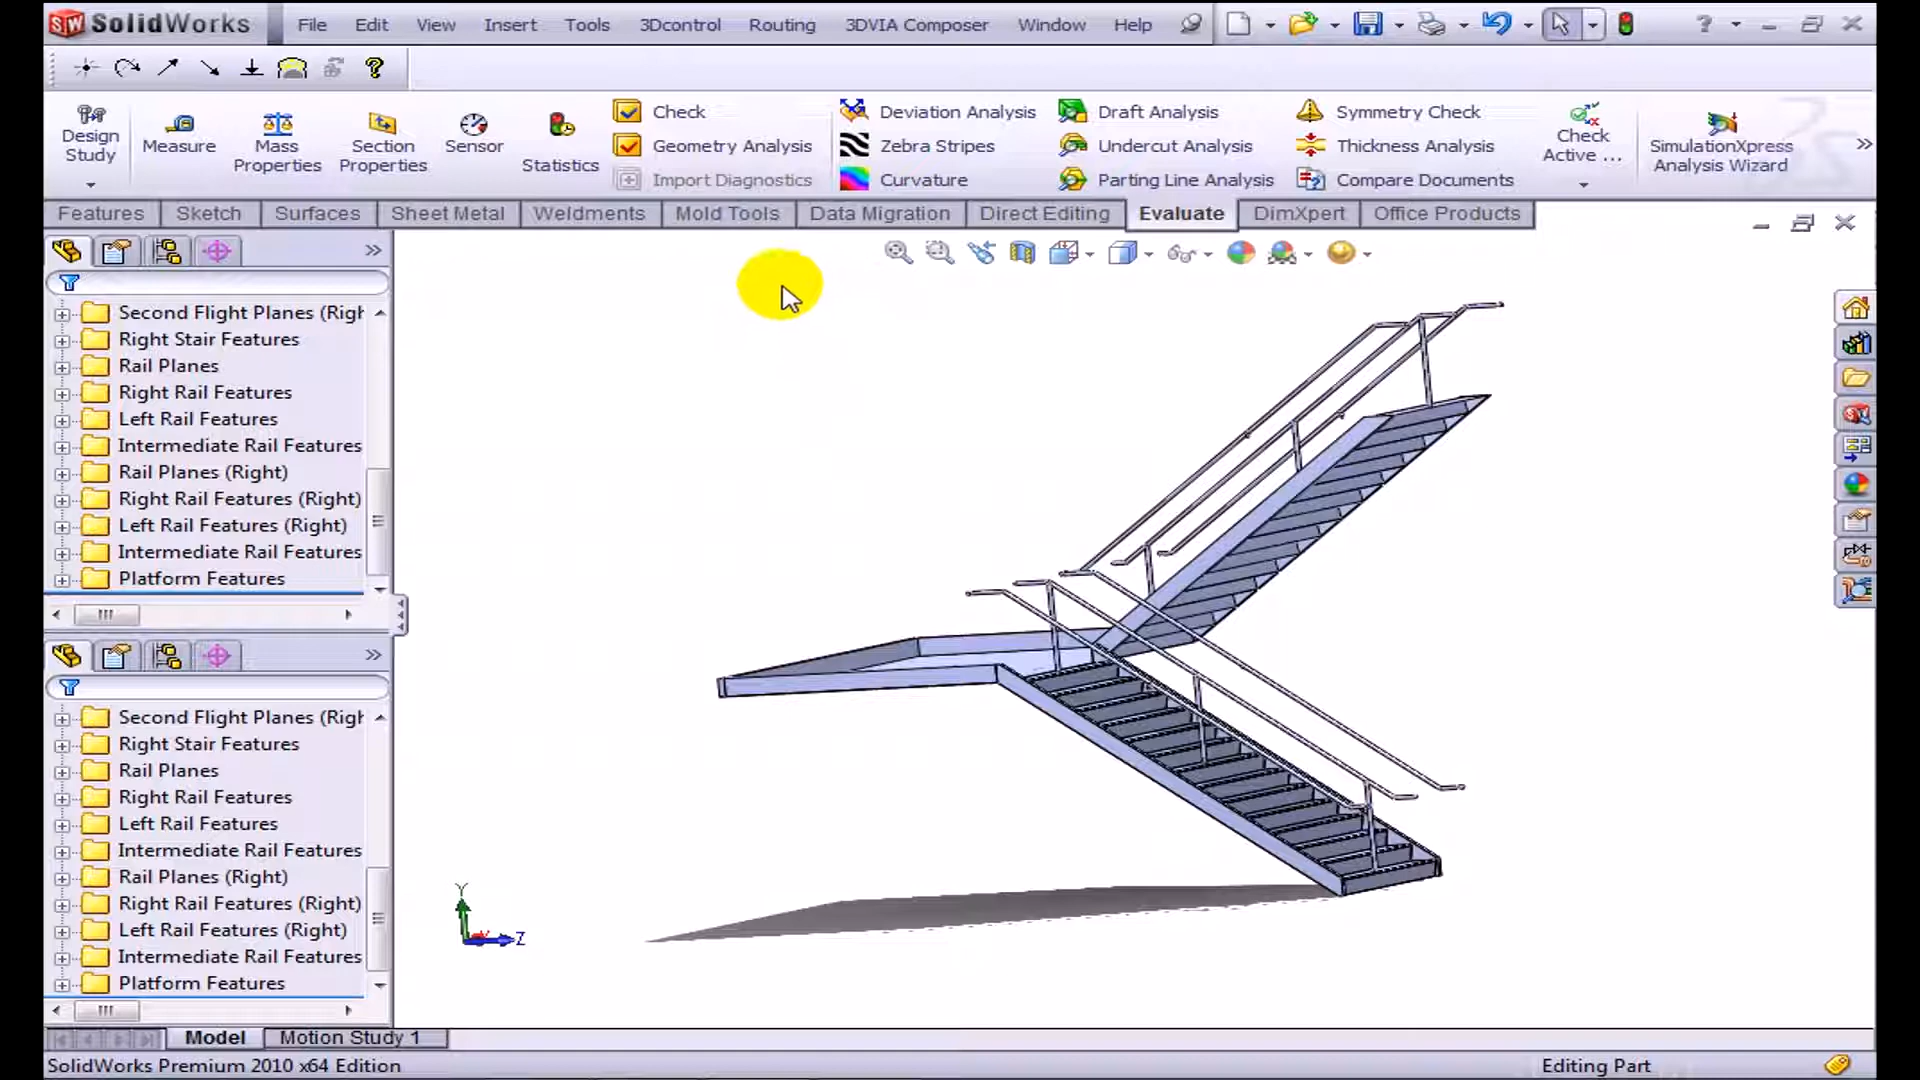 SolidWorks File Edit View Insert Tools 3Dcontrol Routing 3DVIA Composer Window Help
Design Study
Measure
Mass Properties
Section Properties
Sensor
Statistics
Check
Geometry Analysis
Import Diagnostics
Deviation Analysis
Zebra Stripes
Curvature
Draft Analysis
Undercut Analysis
Parting Line Analysis
Symmetry Check
Thickness Analysis
Compare Documents
Check Active ...
SimulationXpress Analysis Wizard
Features Sketch Surfaces Sheet Metal Weldments Mold Tools Data Migration Direct Editing Evaluate DimXpert Office Products
Second Flight Planes (Righ
Right Stair Features
Rail Planes
Right Rail Features
Left Rail Features
Intermediate Rail Features
Rail Planes (Right)
Right Rail Features (Right)
Left Rail Features (Right)
Intermediate Rail Features
Platform Features
Second Flight Planes (Righ
Right Stair Features
Rail Planes
Right Rail Features
Left Rail Features
Intermediate Rail Features
Rail Planes (Right)
Right Rail Features (Right)
Left Rail Features (Right)
Intermediate Rail Features
Platform Features
Y
Z
Model Motion Study 1
SolidWorks Premium 2010 x64 Edition Editing Part